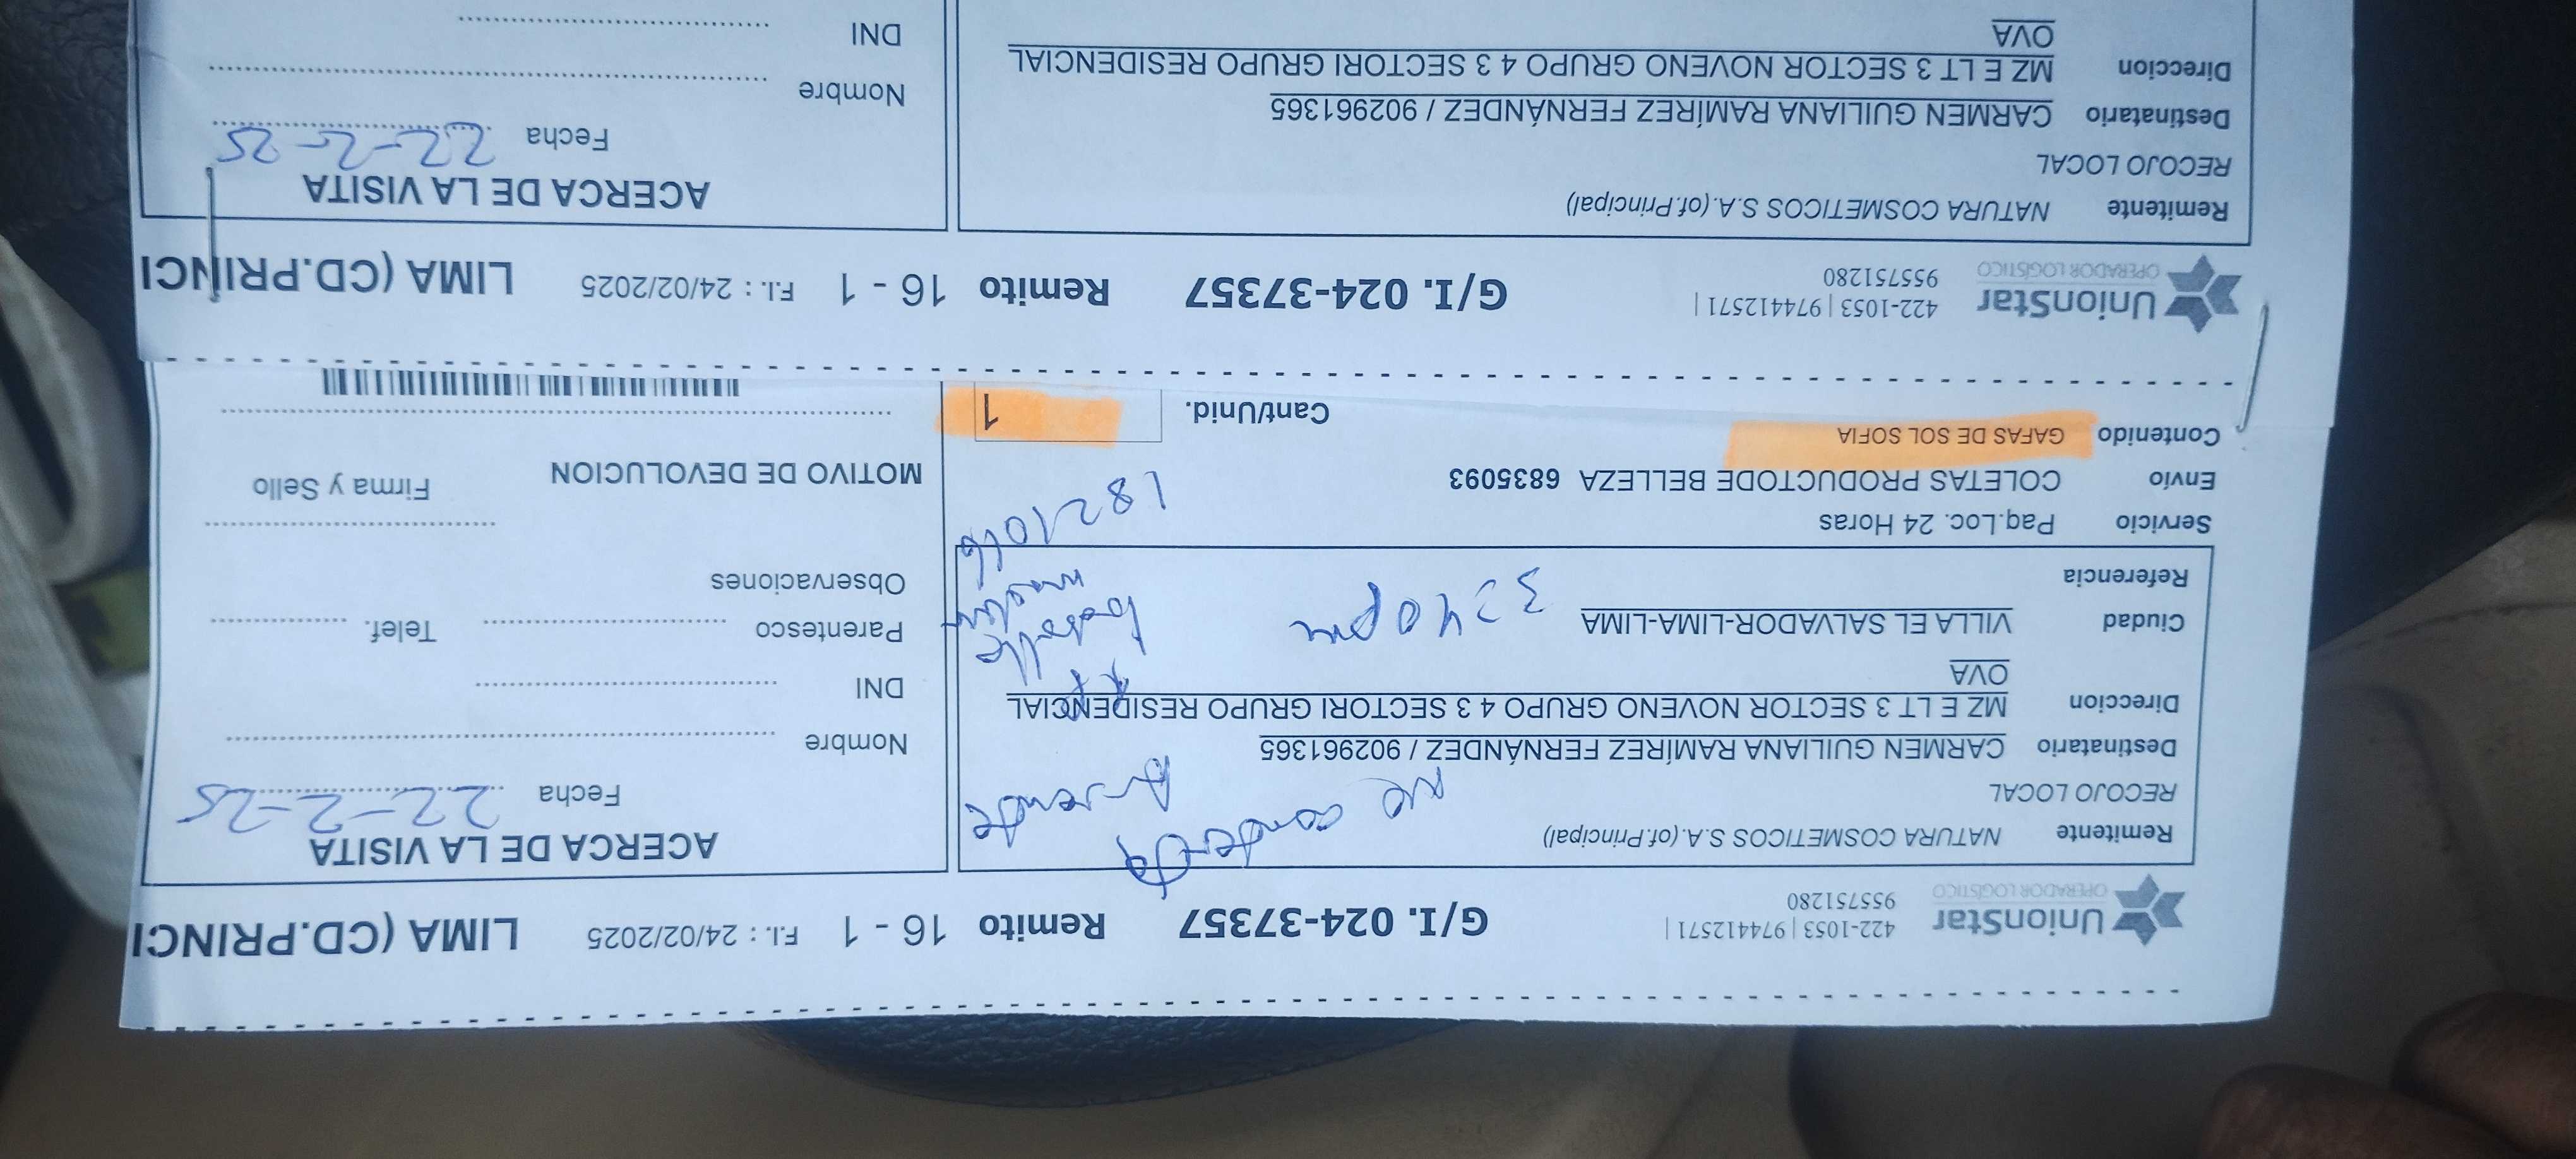 UnionStar
OPERADOR LOGÍSTICO
422-1053 | 974412571 |
955751280
G/I. 024-37357 Remito 16 - 1 F.I. : 24/02/2025 LIMA (CD.PRINCI
Remitente NATURA COSMETICOS S.A.(of.Principal)
RECOJO LOCAL
Destinatario CARMEN GUILIANA RAMÍREZ FERNÁNDEZ / 902961365
Direccion MZ E LT 3 SECTOR NOVENO GRUPO 4 3 SECTORI GRUPO RESIDENCIAL
OVA
Ciudad VILLA EL SALVADOR-LIMA-LIMA
Referencia
no contesta
3:40 pm
1821016
Servicio Paq.Loc. 24 Horas
Envío COLETAS PRODUCTODE BELLEZA 6835093
Contenido GAFAS DE SOL SOFIA
Cant/Unid. 1
ACERCA DE LA VISITA
Fecha 22-2-25
Nombre
DNI
Parentesco Telef.
Observaciones
MOTIVO DE DEVOLUCION Firma y Sello
UnionStar
OPERADOR LOGÍSTICO
422-1053 | 974412571 |
955751280
G/I. 024-37357 Remito 16 - 1 F.I. : 24/02/2025 LIMA (CD.PRINCI
Remitente NATURA COSMETICOS S.A.(of.Principal)
RECOJO LOCAL
Destinatario CARMEN GUILIANA RAMÍREZ FERNÁNDEZ / 902961365
Direccion MZ E LT 3 SECTOR NOVENO GRUPO 4 3 SECTORI GRUPO RESIDENCIAL
OVA
ACERCA DE LA VISITA
Fecha 22-2-25
Nombre
DNI